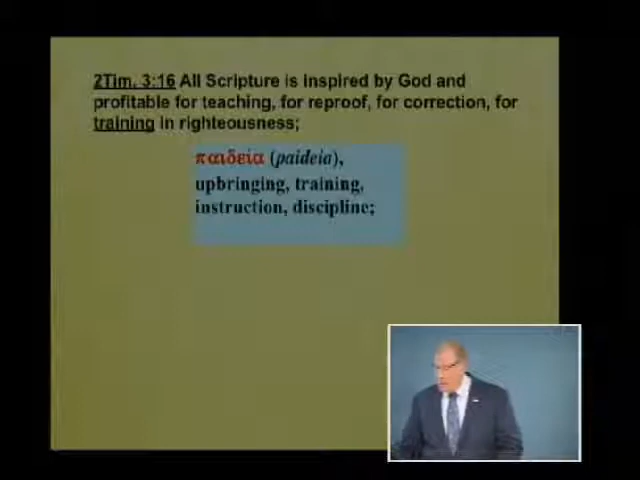 2Tim. 3:16 All Scripture is inspired by God and
profitable for teaching, for reproof, for correction, for
training in righteousness;
παιδεία (paideia),
upbringing, training,
instruction, discipline;